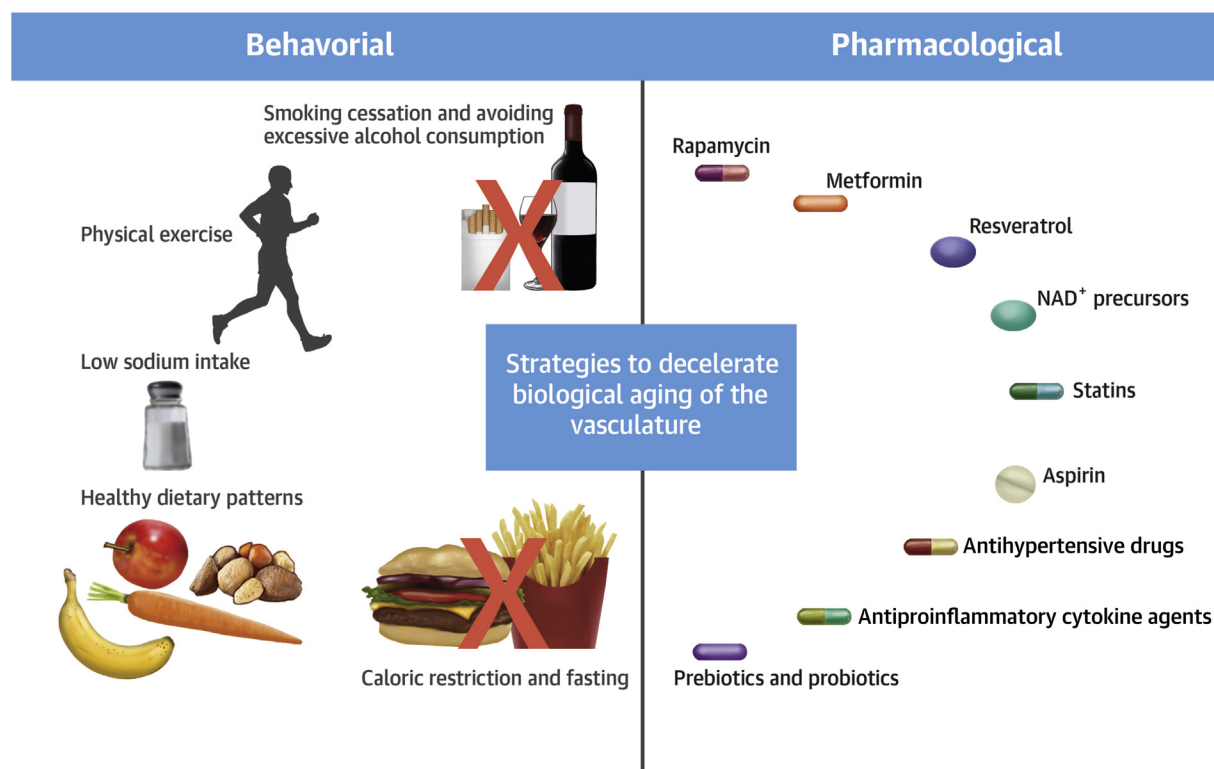 Behavorial
Pharmacological
Smoking cessation and avoiding
excessive alcohol consumption
Physical exercise
Low sodium intake
Healthy dietary patterns
Caloric restriction and fasting
Strategies to decelerate
biological aging of the
vasculature
Rapamycin
Metformin
Resveratrol
NAD⁺ precursors
Statins
Aspirin
Antihypertensive drugs
Antiproinflammatory cytokine agents
Prebiotics and probiotics